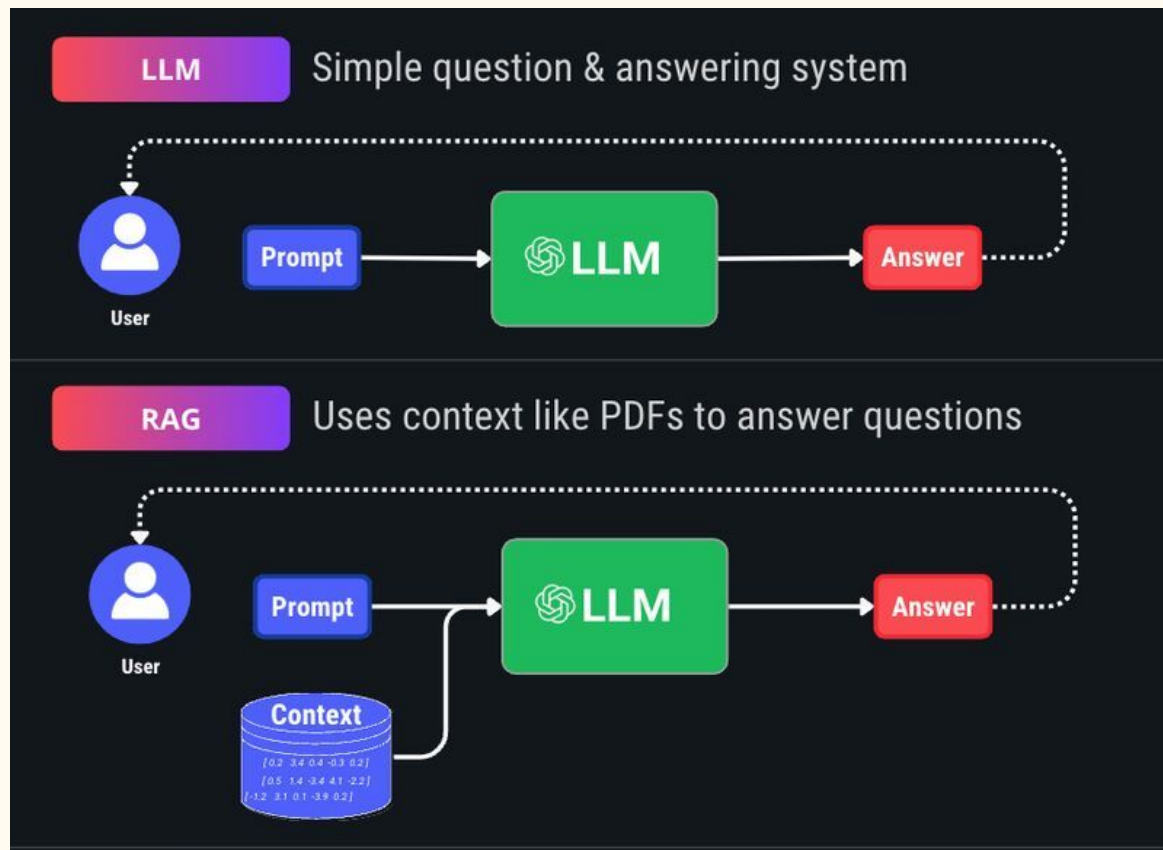 LLM
Simple question & answering system
Prompt
LLM
Answer
User
RAG
Uses context like PDFs to answer questions
Prompt
LLM
Answer
User
Context
[0.2 3.4 0.4 -0.3 0.2]
[0.5 1.4 -3.4 4.1 -2.2]
[-1.2 3.1 0.1 -3.9 0.2]